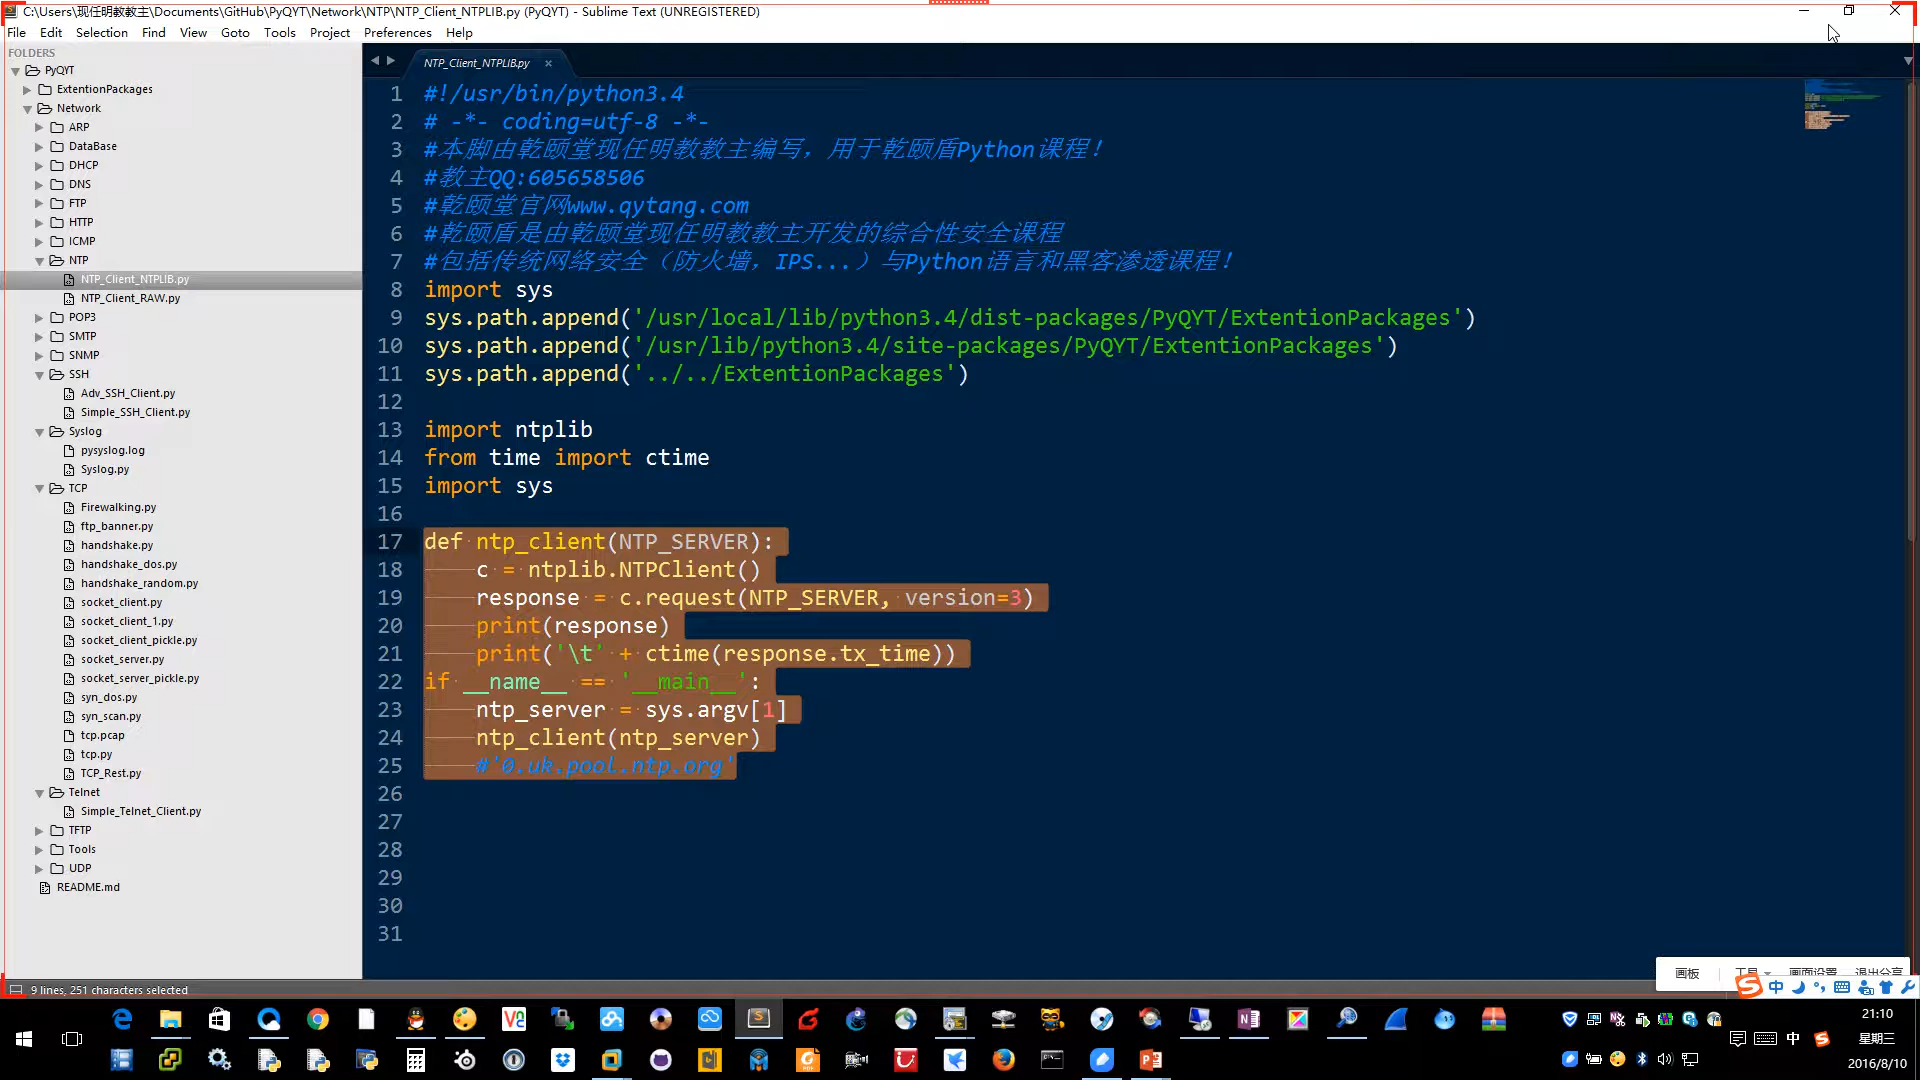 C:\Users\现任明教教主\Documents\GitHub\PyQYT\Network\NTP\NTP_Client_NTPLIB.py (PyQYT) - Sublime Text (UNREGISTERED)
File Edit Selection Find View Goto Tools Project Preferences Help
FOLDERS
PyQYT
ExtentionPackages
Network
ARP
DataBase
DHCP
DNS
FTP
HTTP
ICMP
NTP
NTP_Client_NTPLIB.py
NTP_Client_RAW.py
POP3
SMTP
SNMP
SSH
Adv_SSH_Client.py
Simple_SSH_Client.py
Syslog
pysyslog.log
Syslog.py
TCP
Firewalking.py
ftp_banner.py
handshake.py
handshake_dos.py
handshake_random.py
socket_client.py
socket_client_1.py
socket_client_pickle.py
socket_server.py
socket_server_pickle.py
syn_dos.py
syn_scan.py
tcp.pcap
tcp.py
TCP_Rest.py
Telnet
Simple_Telnet_Client.py
TFTP
Tools
UDP
README.md
NTP_Client_NTPLIB.py
1 #!/usr/bin/python3.4
2 # -*- coding=utf-8 -*-
3 #本脚由乾颐堂现任明教教主编写，用于乾颐盾Python课程！
4 #教主QQ:605658506
5 #乾颐堂官网www.qytang.com
6 #乾颐盾是由乾颐堂现任明教教主开发的综合性安全课程
7 #包括传统网络安全（防火墙，IPS...）与Python语言和黑客渗透课程！
8 import sys
9 sys.path.append('/usr/local/lib/python3.4/dist-packages/PyQYT/ExtentionPackages')
10 sys.path.append('/usr/lib/python3.4/site-packages/PyQYT/ExtentionPackages')
11 sys.path.append('../../ExtentionPackages')
12
13 import ntplib
14 from time import ctime
15 import sys
16
17 def ntp_client(NTP_SERVER):
18 c = ntplib.NTPClient()
19 response = c.request(NTP_SERVER, version=3)
20 print(response)
21 print('\t' + ctime(response.tx_time))
22 if __name__ == '__main__':
23 ntp_server = sys.argv[1]
24 ntp_client(ntp_server)
25 #'0.uk.pool.ntp.org'
26
27
28
29
30
31
画板 工具 画面设置 退出分享
中
9 lines, 251 characters selected
21:10
中 星期三
2016/8/10